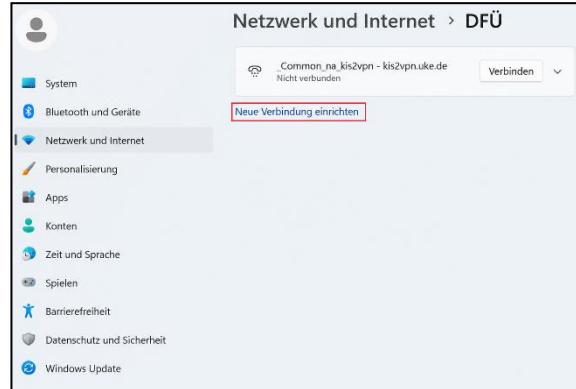 Netzwerk und Internet > DFÜ
_Common_na_kis2vpn - kis2vpn.uke.de
Nicht verbunden
Verbinden
Neue Verbindung einrichten
System
Bluetooth und Geräte
Netzwerk und Internet
Personalisierung
Apps
Konten
Zeit und Sprache
Spielen
Barrierefreiheit
Datenschutz und Sicherheit
Windows Update